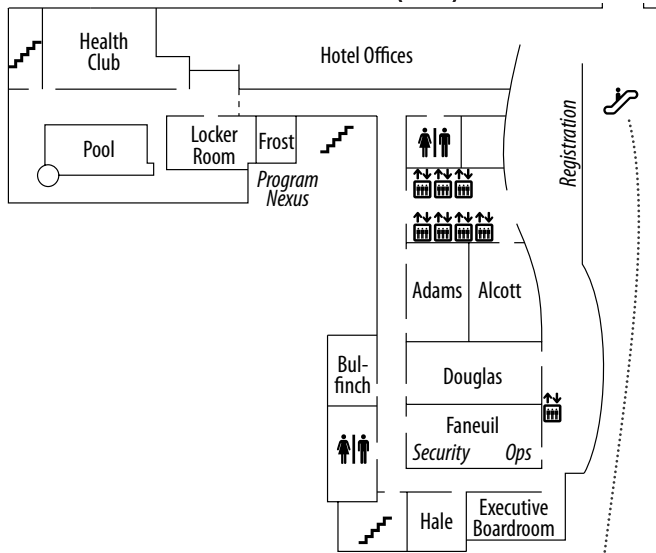 Health
Club
Hotel Offices
Pool
Locker
Room
Frost
Program
Nexus
Registration
Adams
Alcott
Bul-
finch
Douglas
Faneuil
Security Ops
Hale
Executive
Boardroom